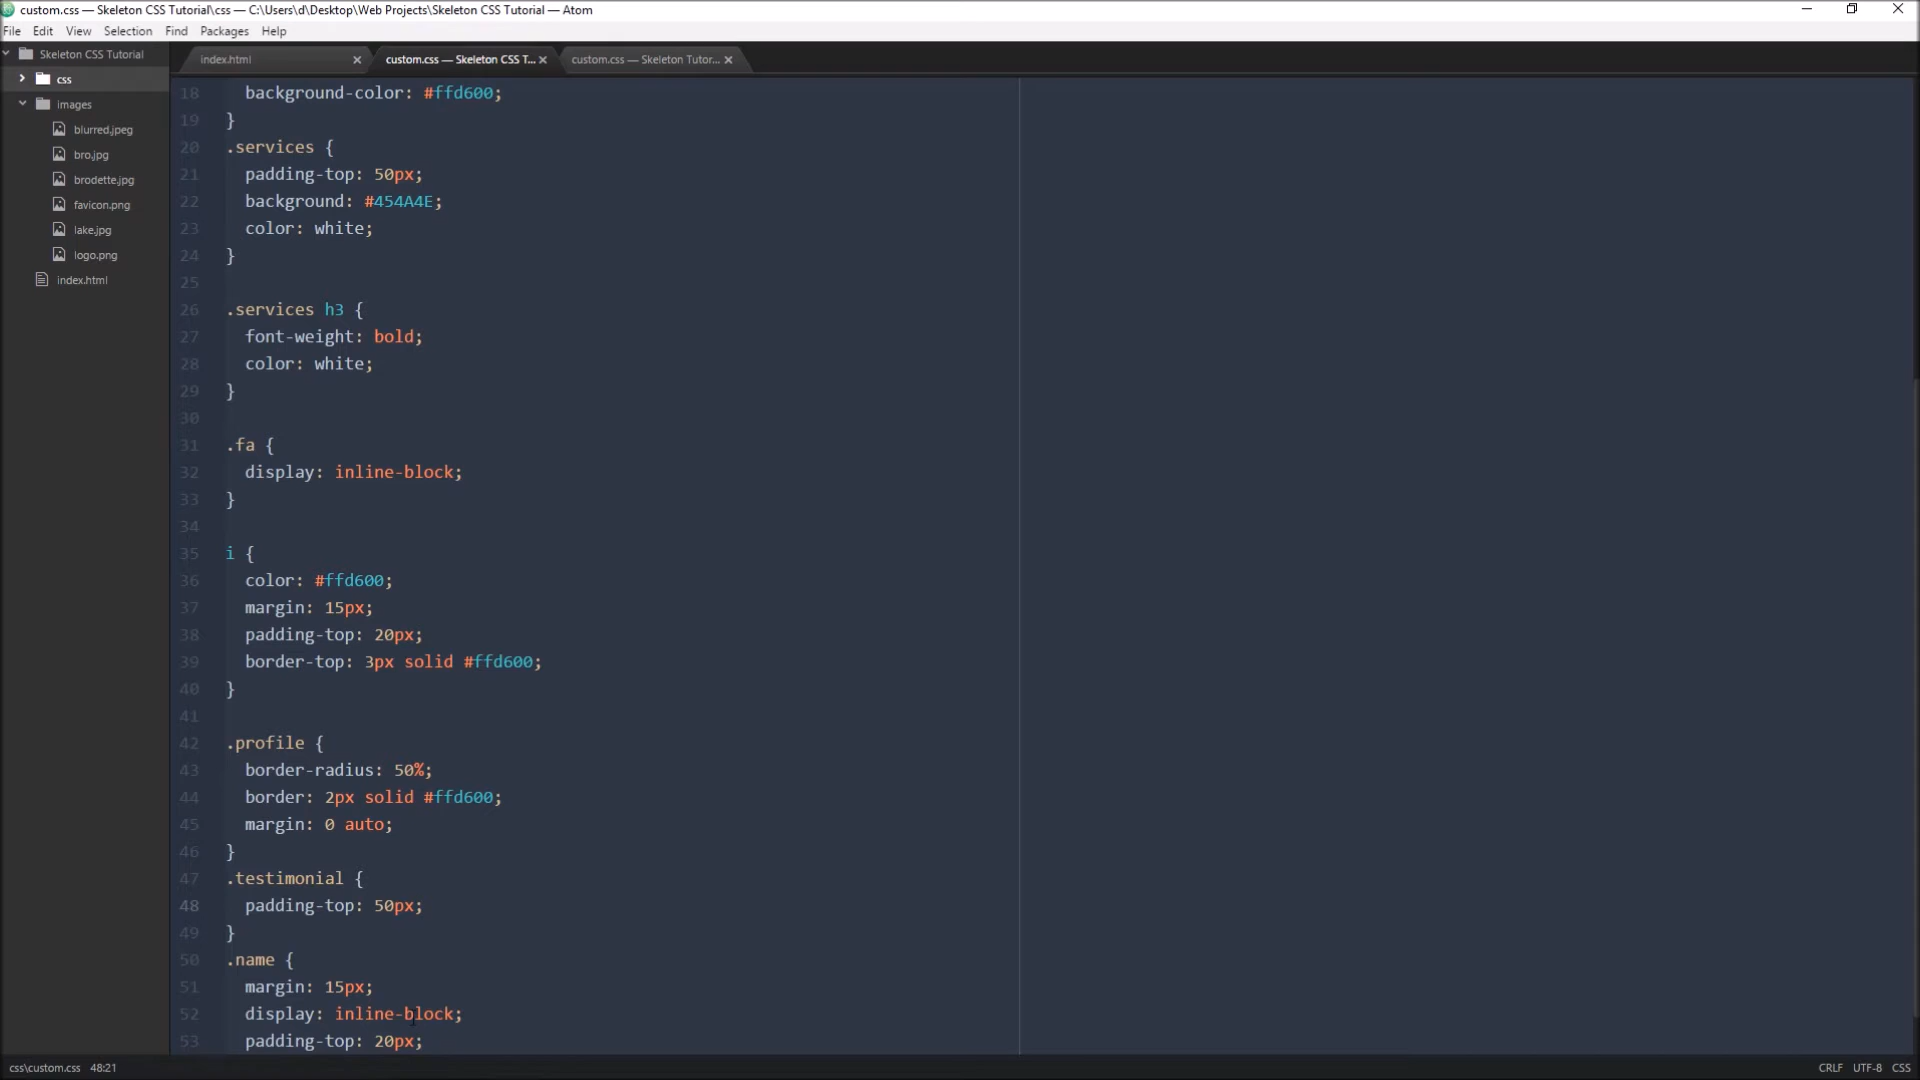 custom.css — Skeleton CSS Tutorial\css — C:\Users\d\Desktop\Web Projects\Skeleton CSS Tutorial — Atom
File Edit View Selection Find Packages Help
Skeleton CSS Tutorial
css
images
blurred.jpeg
bro.jpg
brodette.jpg
favicon.png
lake.jpg
logo.png
index.html
index.html custom.css — Skeleton CSS T... custom.css — Skeleton Tutor...
18 background-color: #ffd600;
19 }
20 .services {
21 padding-top: 50px;
22 background: #454A4E;
23 color: white;
24 }
25
26 .services h3 {
27 font-weight: bold;
28 color: white;
29 }
30
31 .fa {
32 display: inline-block;
33 }
34
35 i {
36 color: #ffd600;
37 margin: 15px;
38 padding-top: 20px;
39 border-top: 3px solid #ffd600;
40 }
41
42 .profile {
43 border-radius: 50%;
44 border: 2px solid #ffd600;
45 margin: 0 auto;
46 }
47 .testimonial {
48 padding-top: 50px;
49 }
50 .name {
51 margin: 15px;
52 display: inline-block;
53 padding-top: 20px;
css\custom.css 48:21 CRLF UTF-8 CSS